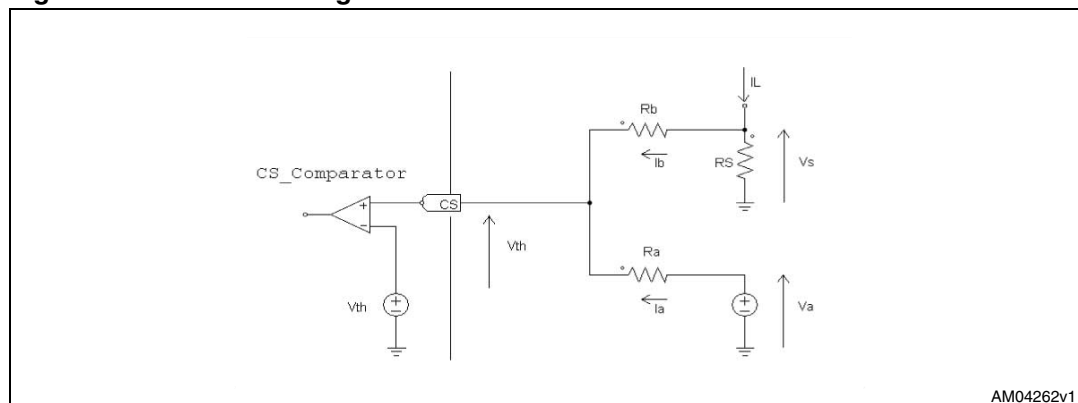 IL
Rb
Ib
RS
Vs
CS_Comparator
+
−
CS
Vth
Ra
Ia
Vth
+
−
+
−
Va
AM04262v1